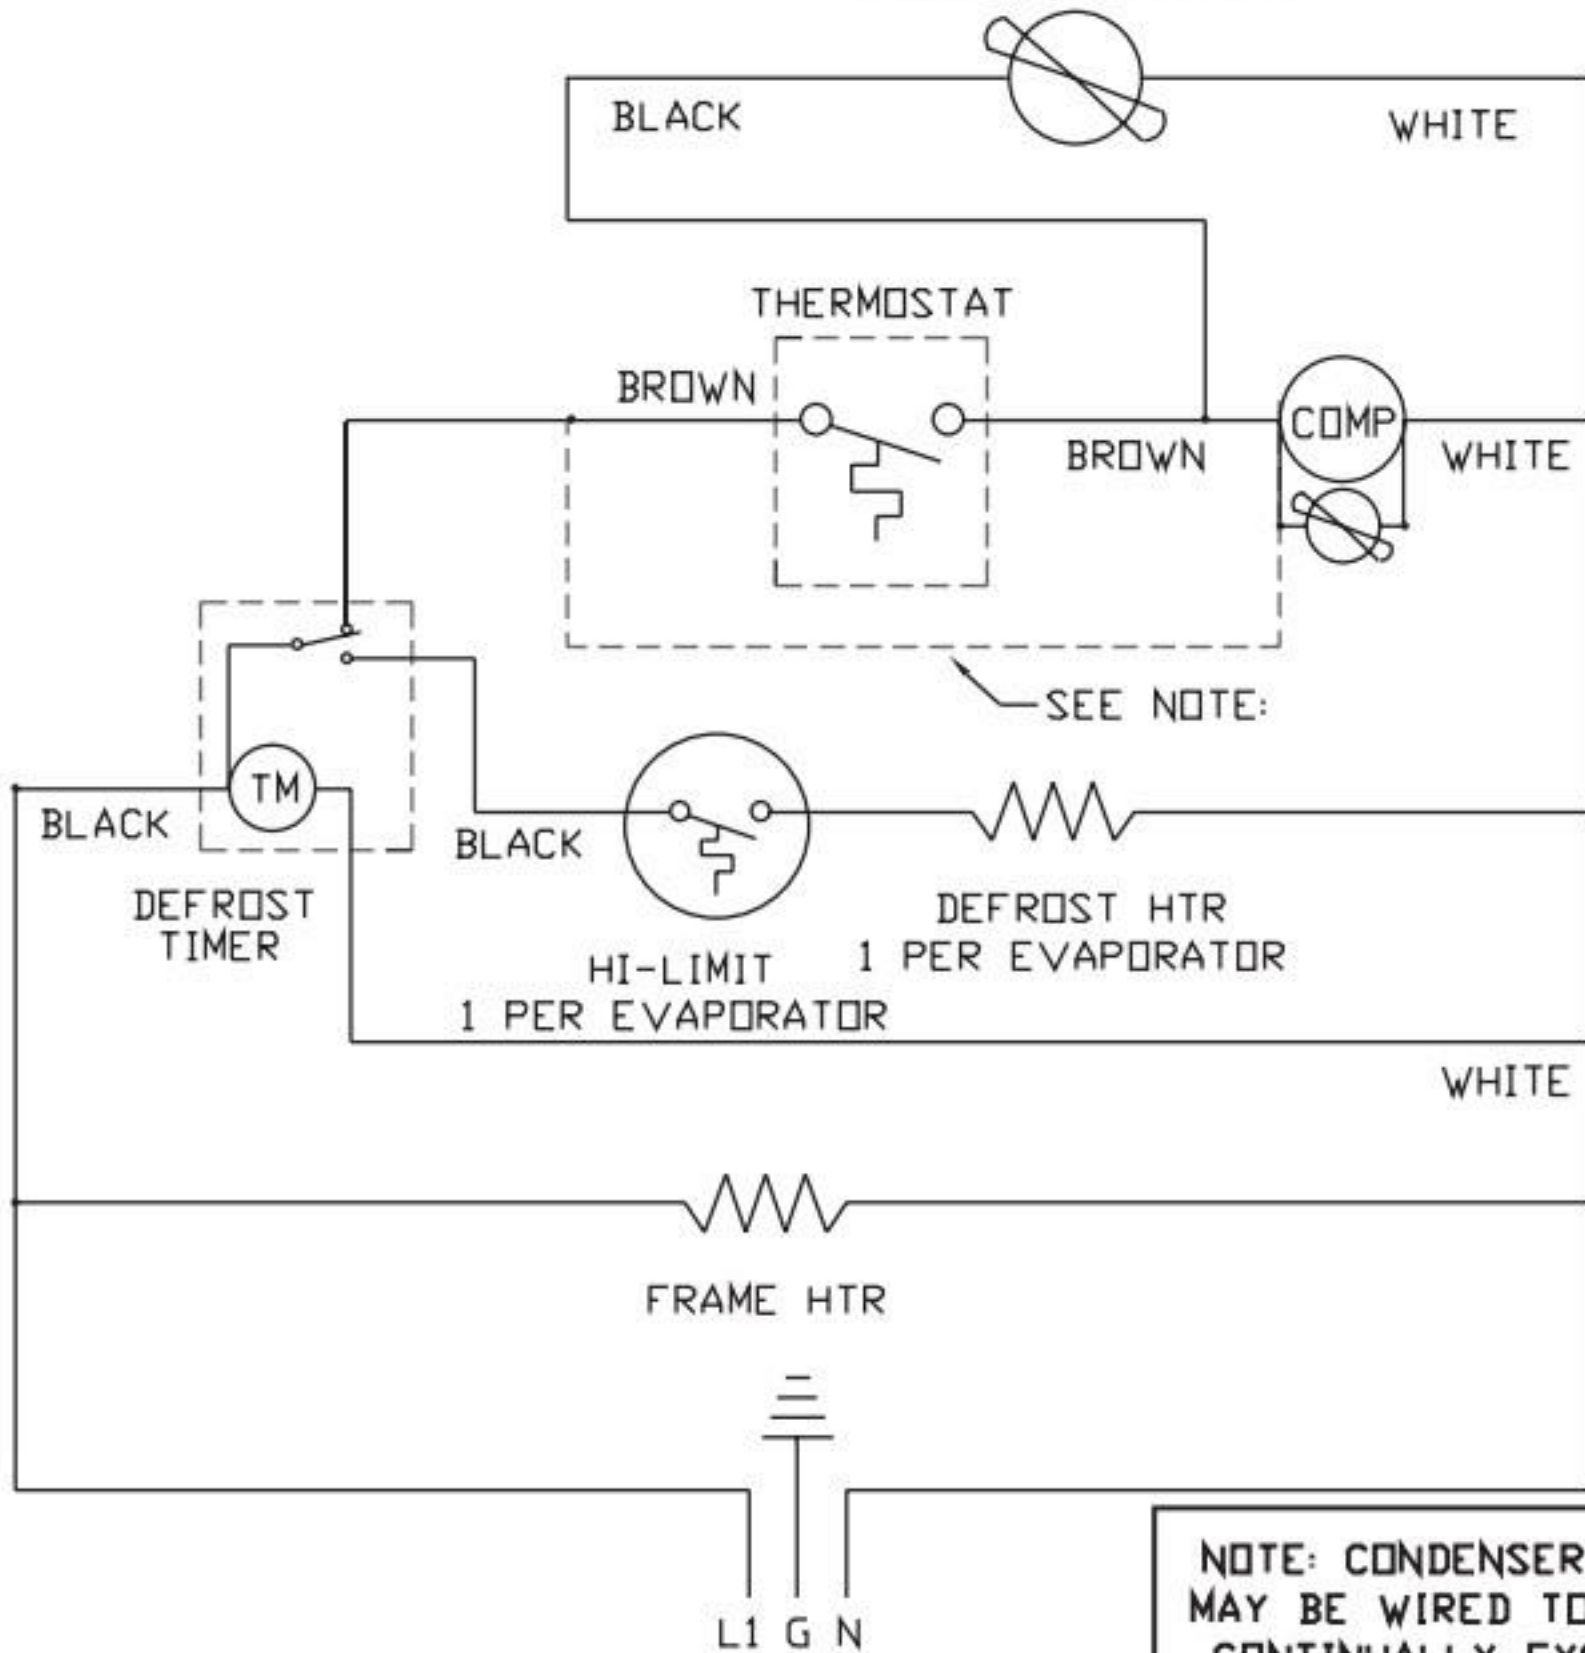 BLACK
WHITE
THERMOSTAT
BROWN
COMP
BROWN
WHITE
SEE NOTE:
TM
BLACK
BLACK
DEFROST
TIMER
DEFROST HTR
1 PER EVAPORATOR
HI-LIMIT
1 PER EVAPORATOR
WHITE
FRAME HTR
NOTE: CONDENSER
MAY BE WIRED TO
CONTINUALLY
L1 G N